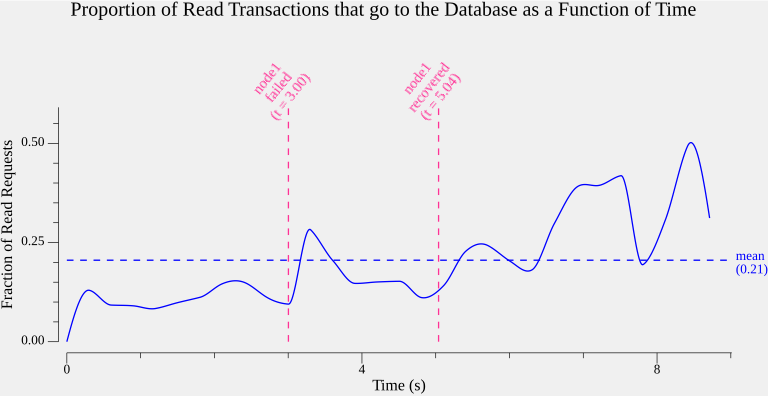 Proportion of Read Transactions that go to the Database as a Function of Time
node1
failed
(t = 3.00)
node1
recovered
(t = 5.04)
Fraction of Read Requests
0.50
0.25
0.00
mean
(0.21)
0
4
8
Time (s)